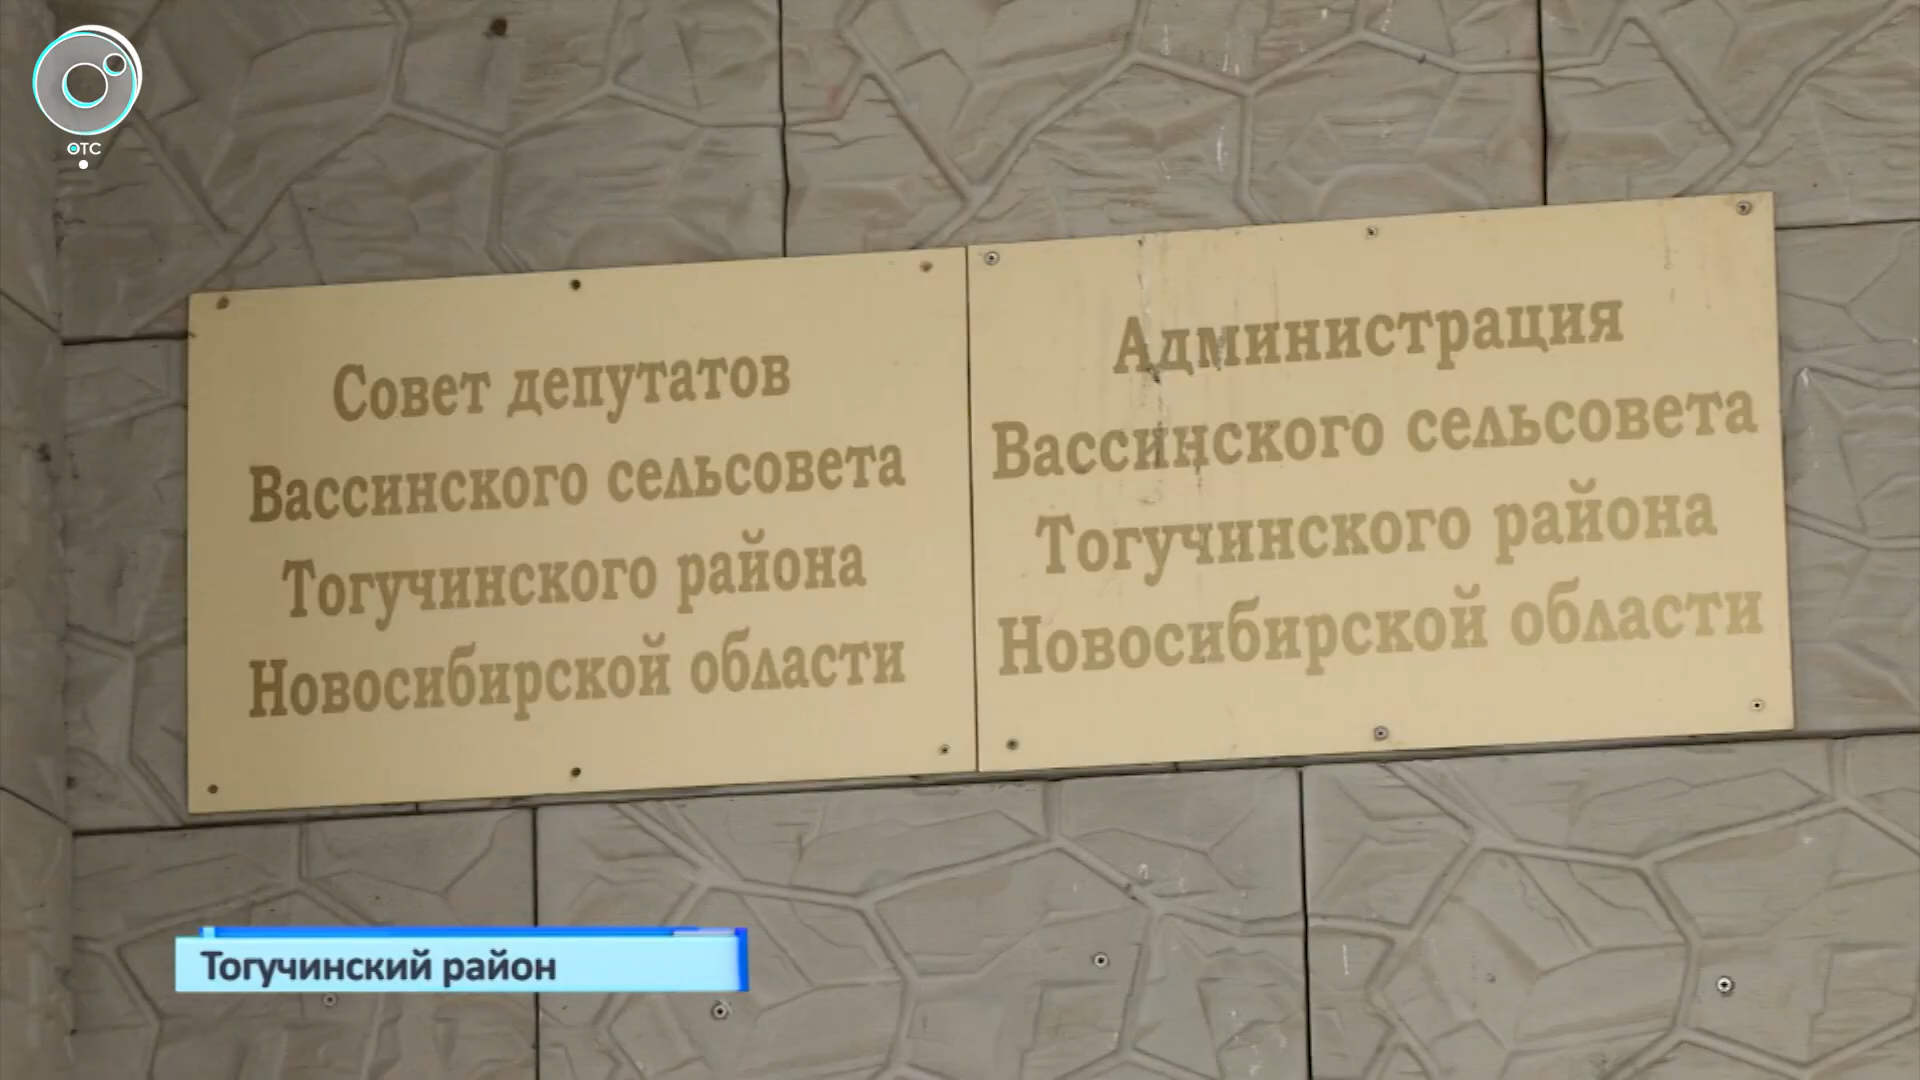 ОТС
Совет депутатов
Вассинского сельсовета
Тогучинского района
Новосибирской области
Администрация
Вассинского сельсовета
Тогучинского района
Новосибирской области
Тогучинский район